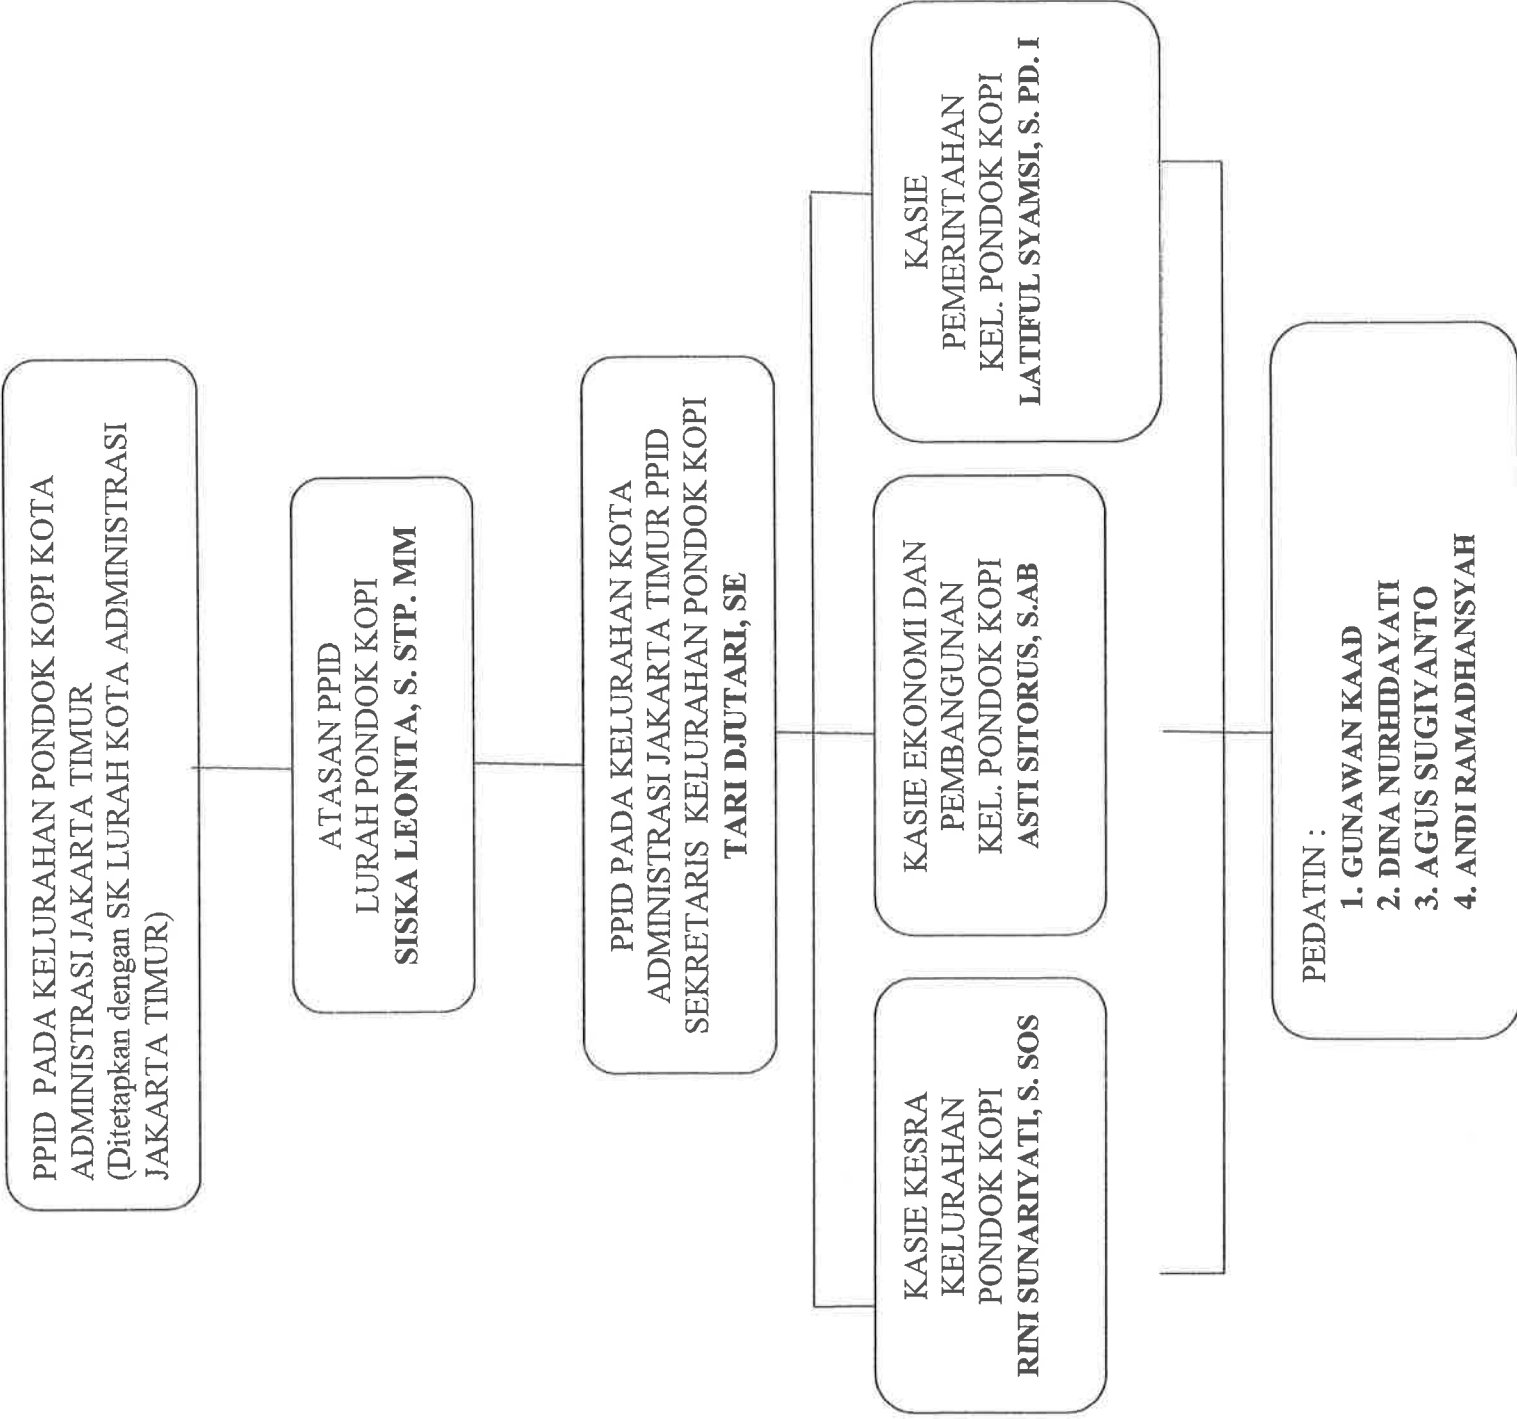 PPID PADA KELURAHAN PONDOK KOPI KOTA
ADMINISTRASI JAKARTA TIMUR
(Ditetapkan dengan SK LURAH KOTA ADMINISTRASI
JAKARTA TIMUR)
ATASAN PPID
LURAH PONDOK KOPI
SISKA LEONITA, S. STP. MM
PPID PADA KELURAHAN KOTA
ADMINISTRASI JAKARTA TIMUR PPID
SEKRETARIS KELURAHAN PONDOK KOPI
TARI DJUTARI, SE
KASIE KESRA
KELURAHAN
PONDOK KOPI
RINI SUNARIYATI, S. SOS
KASIE EKONOMI DAN
PEMBANGUNAN
KEL. PONDOK KOPI
ASTI SITORUS, S.AB
KASIE
PEMERINTAHAN
KEL. PONDOK KOPI
LATIFUL SYAMSI, S. PD. I
PEDATIN :
1. GUNAWAN KAAD
2. DINA NURHIDAYATI
3. AGUS SUGIYANTO
4. ANDI RAMADHANSYAH